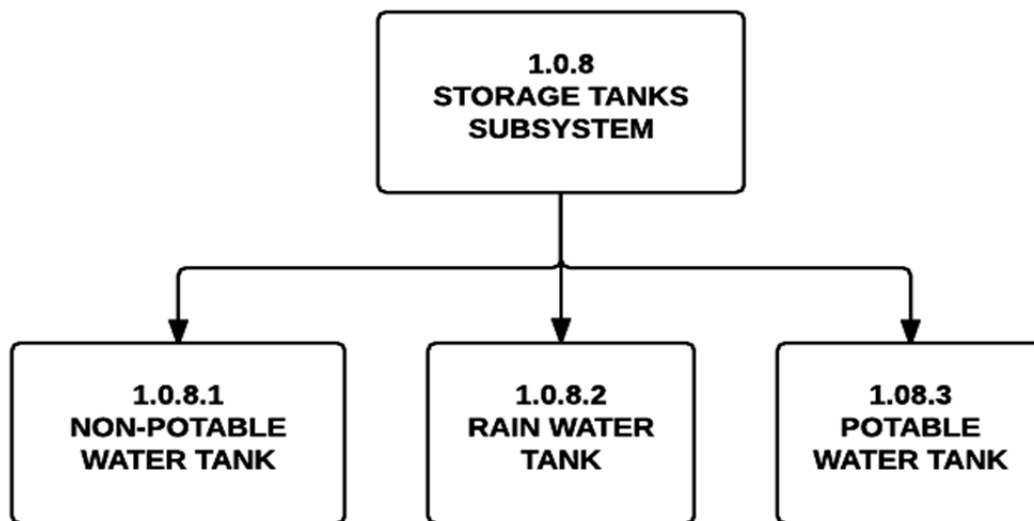 1.0.8
STORAGE TANKS
SUBSYSTEM
1.0.8.1
NON-POTABLE
WATER TANK
1.0.8.2
RAIN WATER
TANK
1.08.3
POTABLE
WATER TANK